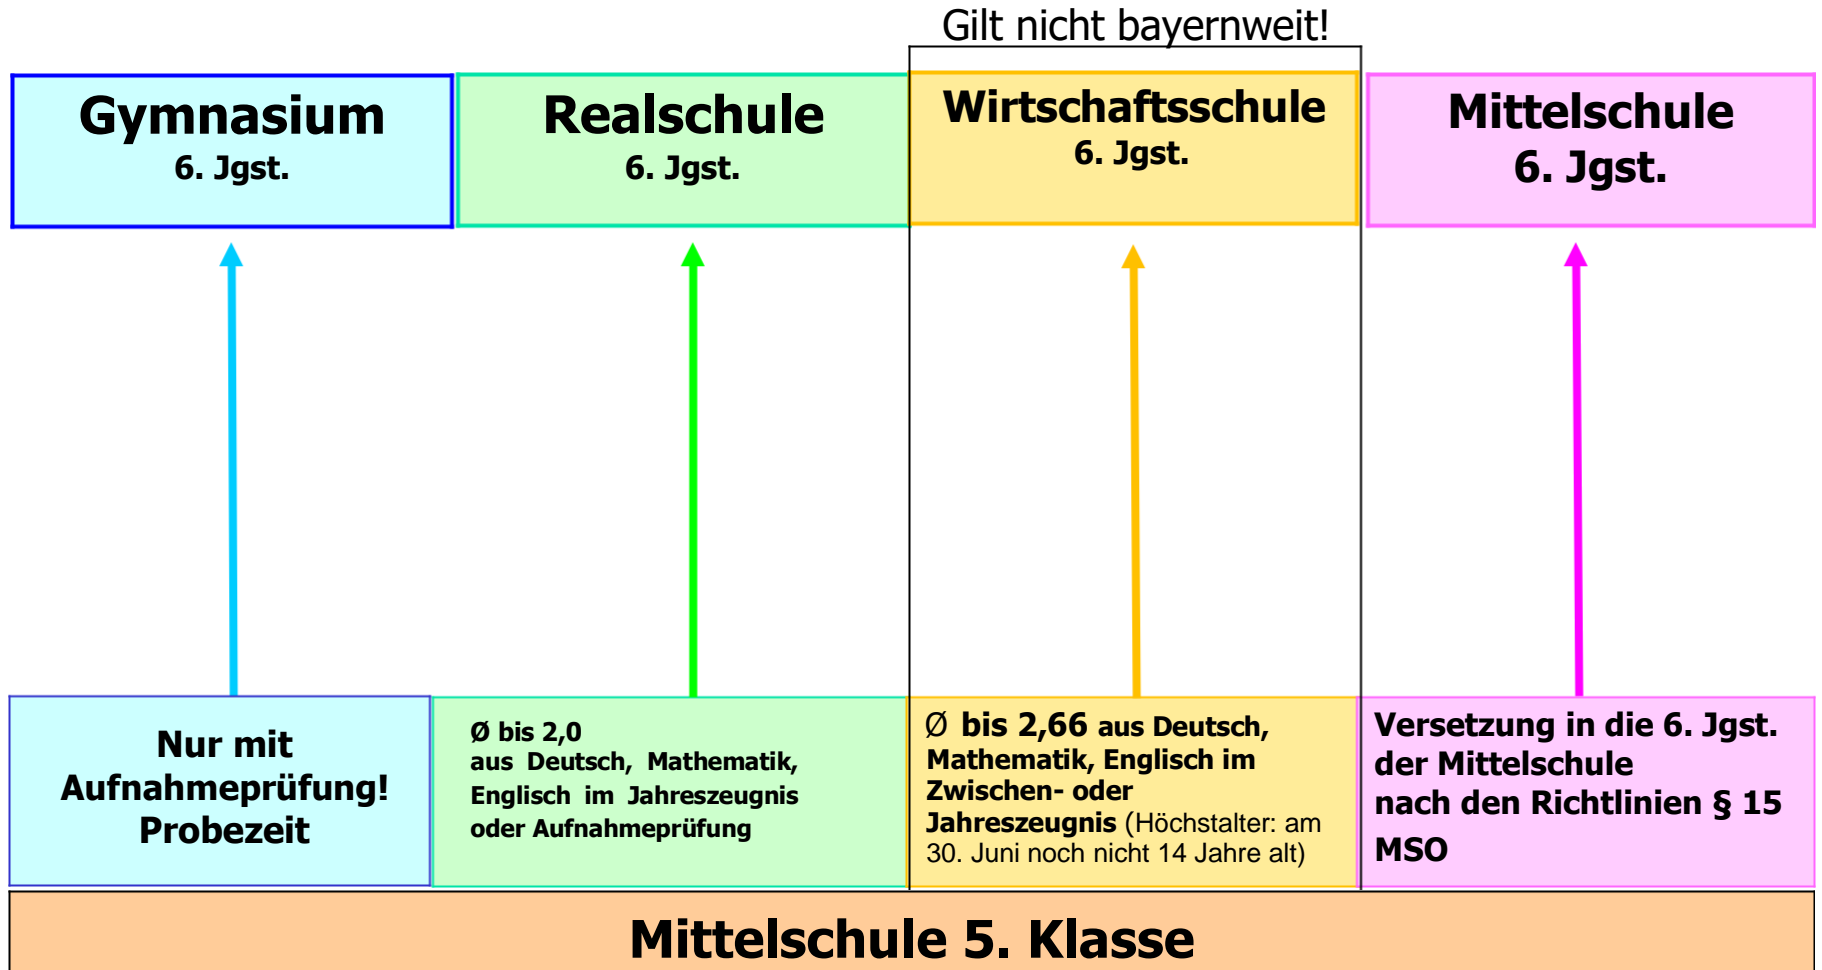 Gilt nicht bayernweit!
Gymnasium
6. Jgst.
Realschule
6. Jgst.
Wirtschaftsschule
6. Jgst.
Mittelschule
6. Jgst.
Nur mit
Aufnahmeprüfung!
Probezeit
Ø bis 2,0
aus Deutsch, Mathematik,
Englisch im Jahreszeugnis
oder Aufnahmeprüfung
Ø bis 2,66 aus Deutsch,
Mathematik, Englisch im
Zwischen- oder
Jahreszeugnis (Höchstalter: am
30. Juni noch nicht 14 Jahre alt)
Versetzung in die 6. Jgst.
der Mittelschule
nach den Richtlinien § 15
MSO
Mittelschule 5. Klasse